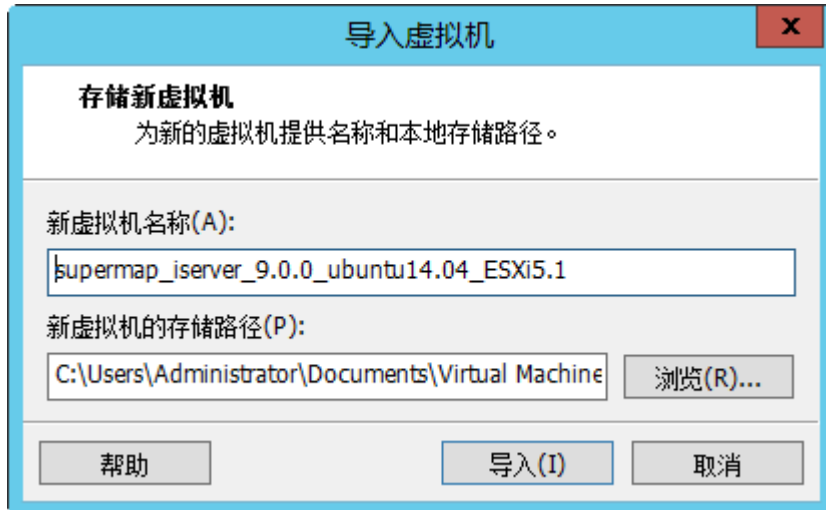 导入虚拟机
x
存储新虚拟机
为新的虚拟机提供名称和本地存储路径。
新虚拟机名称(A):
supermap_iserver_9.0.0_ubuntu14.04_ESXi5.1
新虚拟机的存储路径(P):
C:\Users\Administrator\Documents\Virtual Machine
浏览(R)...
帮助
导入(I)
取消